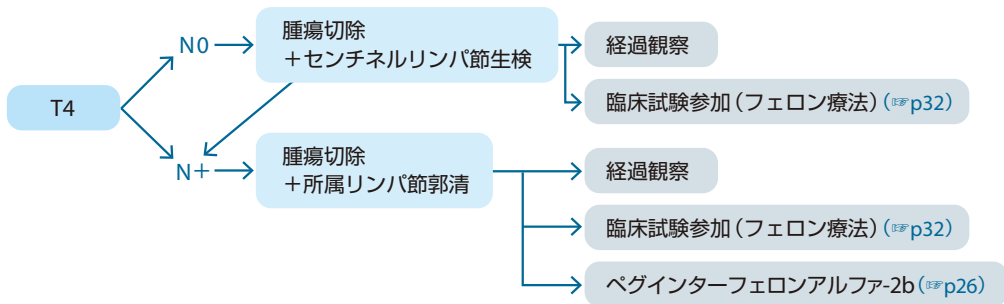 T4
N0
腫瘍切除
＋センチネルリンパ節生検
経過観察
臨床試験参加（フェロン療法）（☞p32）
N＋
腫瘍切除
＋所属リンパ節郭清
経過観察
臨床試験参加（フェロン療法）（☞p32）
ペグインターフェロンアルファ-2b（☞p26）